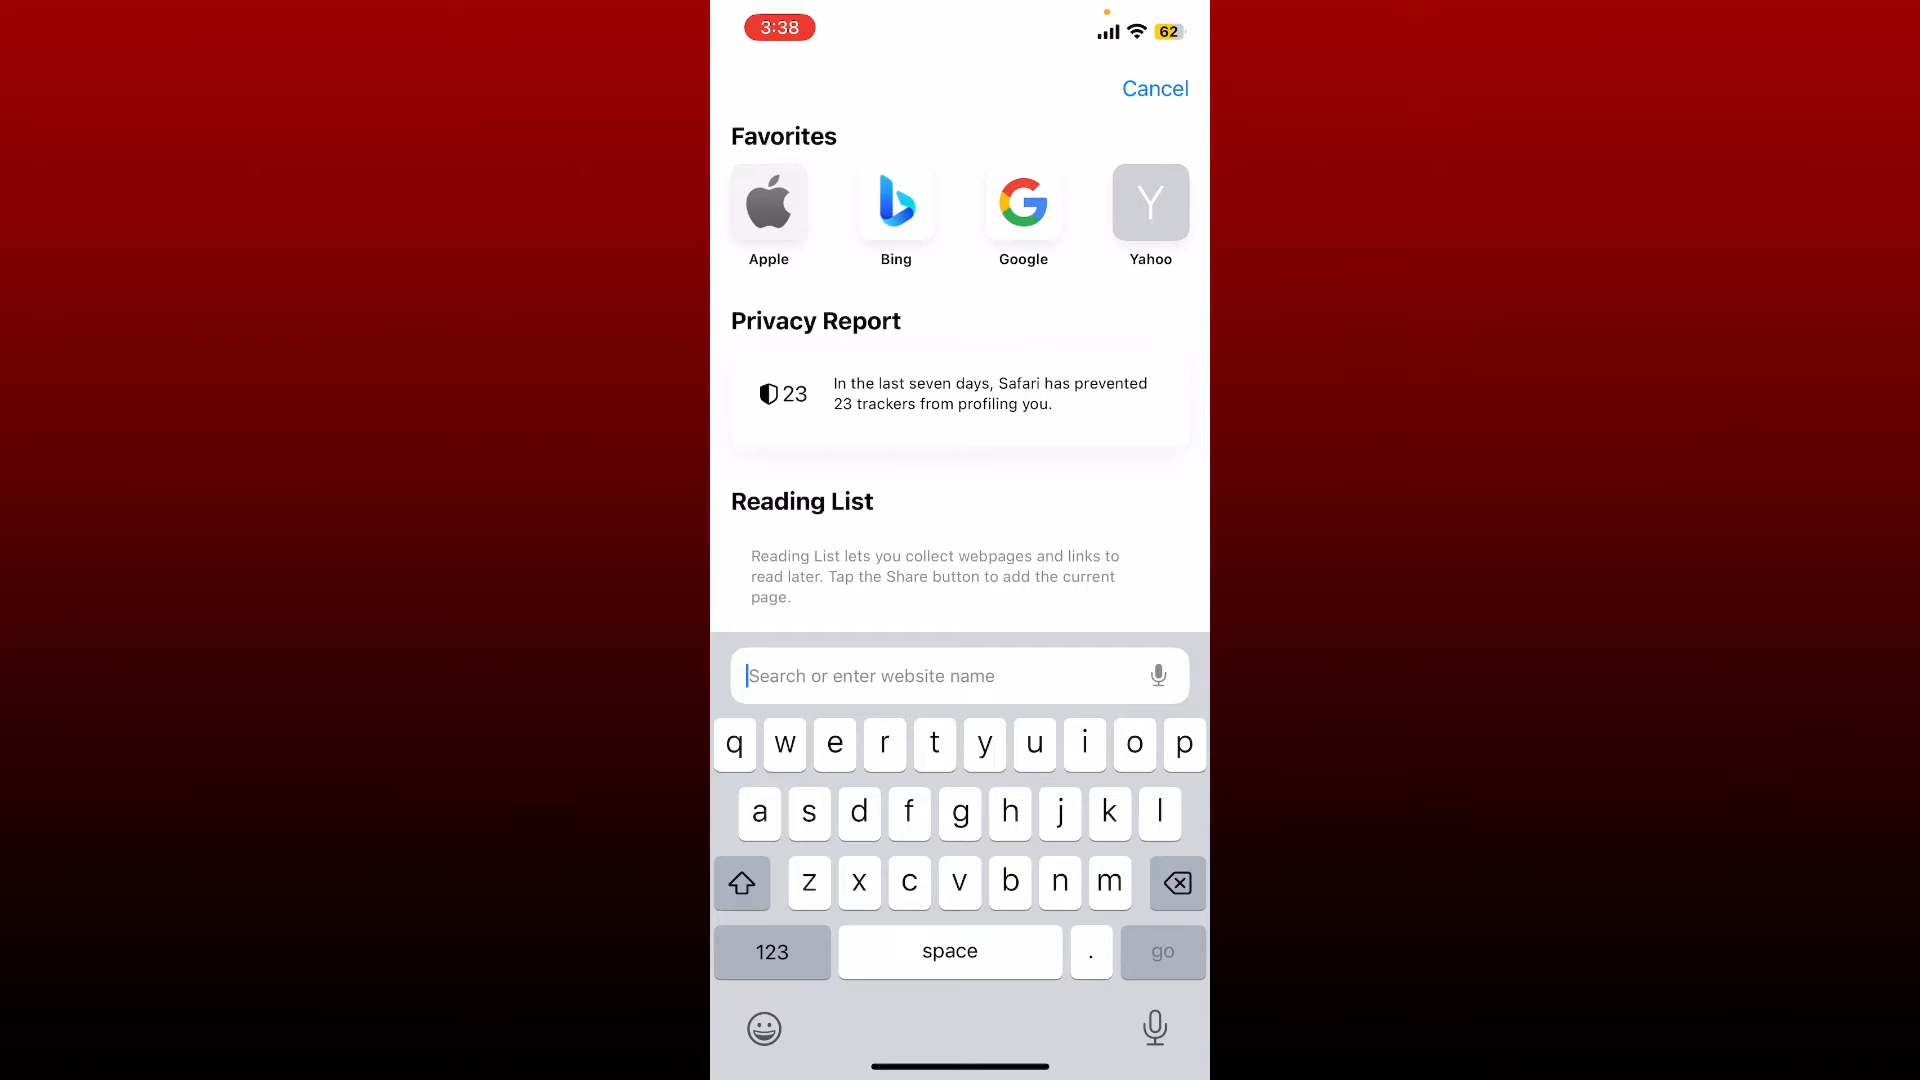 3:38
62
Cancel
Favorites
Y
Apple
Bing
Google
Yahoo
Privacy Report
23
In the last seven days, Safari has prevented
23 trackers from profiling you.
Reading List
Reading List lets you collect webpages and links to
read later. Tap the Share button to add the current
page.
Search or enter website name
q w e r t y u i o p
a s d f g h j k l
z x c v b n m
123 space . go